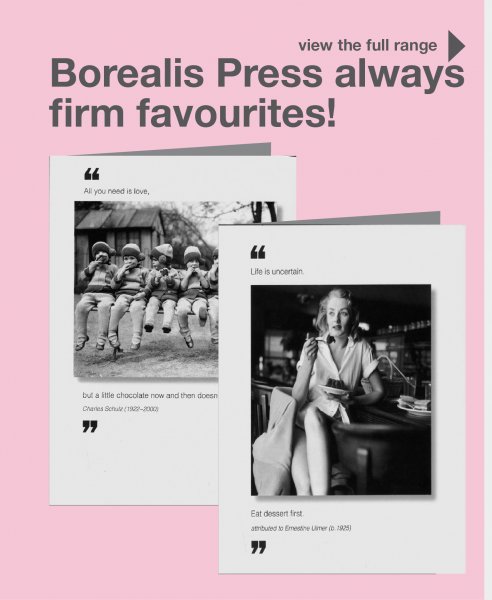 view the full range
Borealis Press always
firm favourites!
“
All you need is love,
but a little chocolate now and then doesn
Charles Schulz (1922–2000)
”
“
Life is uncertain.
Eat dessert first.
attributed to Ernestine Ulmer (b. 1925)
”